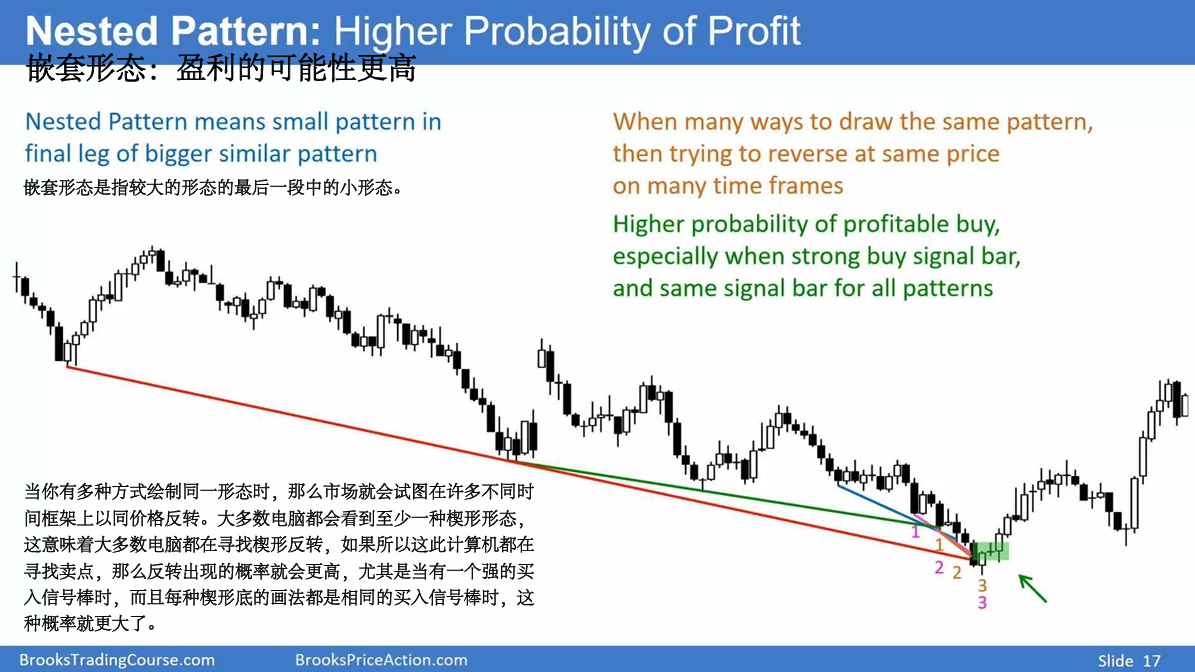 Nested Pattern: Higher Probability of Profit
嵌套形态：盈利的可能性更高
Nested Pattern means small pattern in
final leg of bigger similar pattern
嵌套形态是指较大的形态的最后一段中的小形态。
When many ways to draw the same pattern,
then trying to reverse at same price
on many time frames
Higher probability of profitable buy,
especially when strong buy signal bar,
and same signal bar for all patterns
当你有多种方式绘制同一形态时，那么市场就会试图在许多不同时
间框架上以同价格反转。大多数电脑都会看到至少一种楔形形态，
这意味着大多数电脑都在寻找楔形反转，如果所以这此计算机都在
寻找卖点，那么反转出现的概率就会更高，尤其是当有一个强的买
入信号棒时，而且每种楔形底的画法都是相同的买入信号棒时，这
种概率就更大了。
1
1
2
2
3
3
BrooksTradingCourse.com
BrooksPriceAction.com
Slide 17